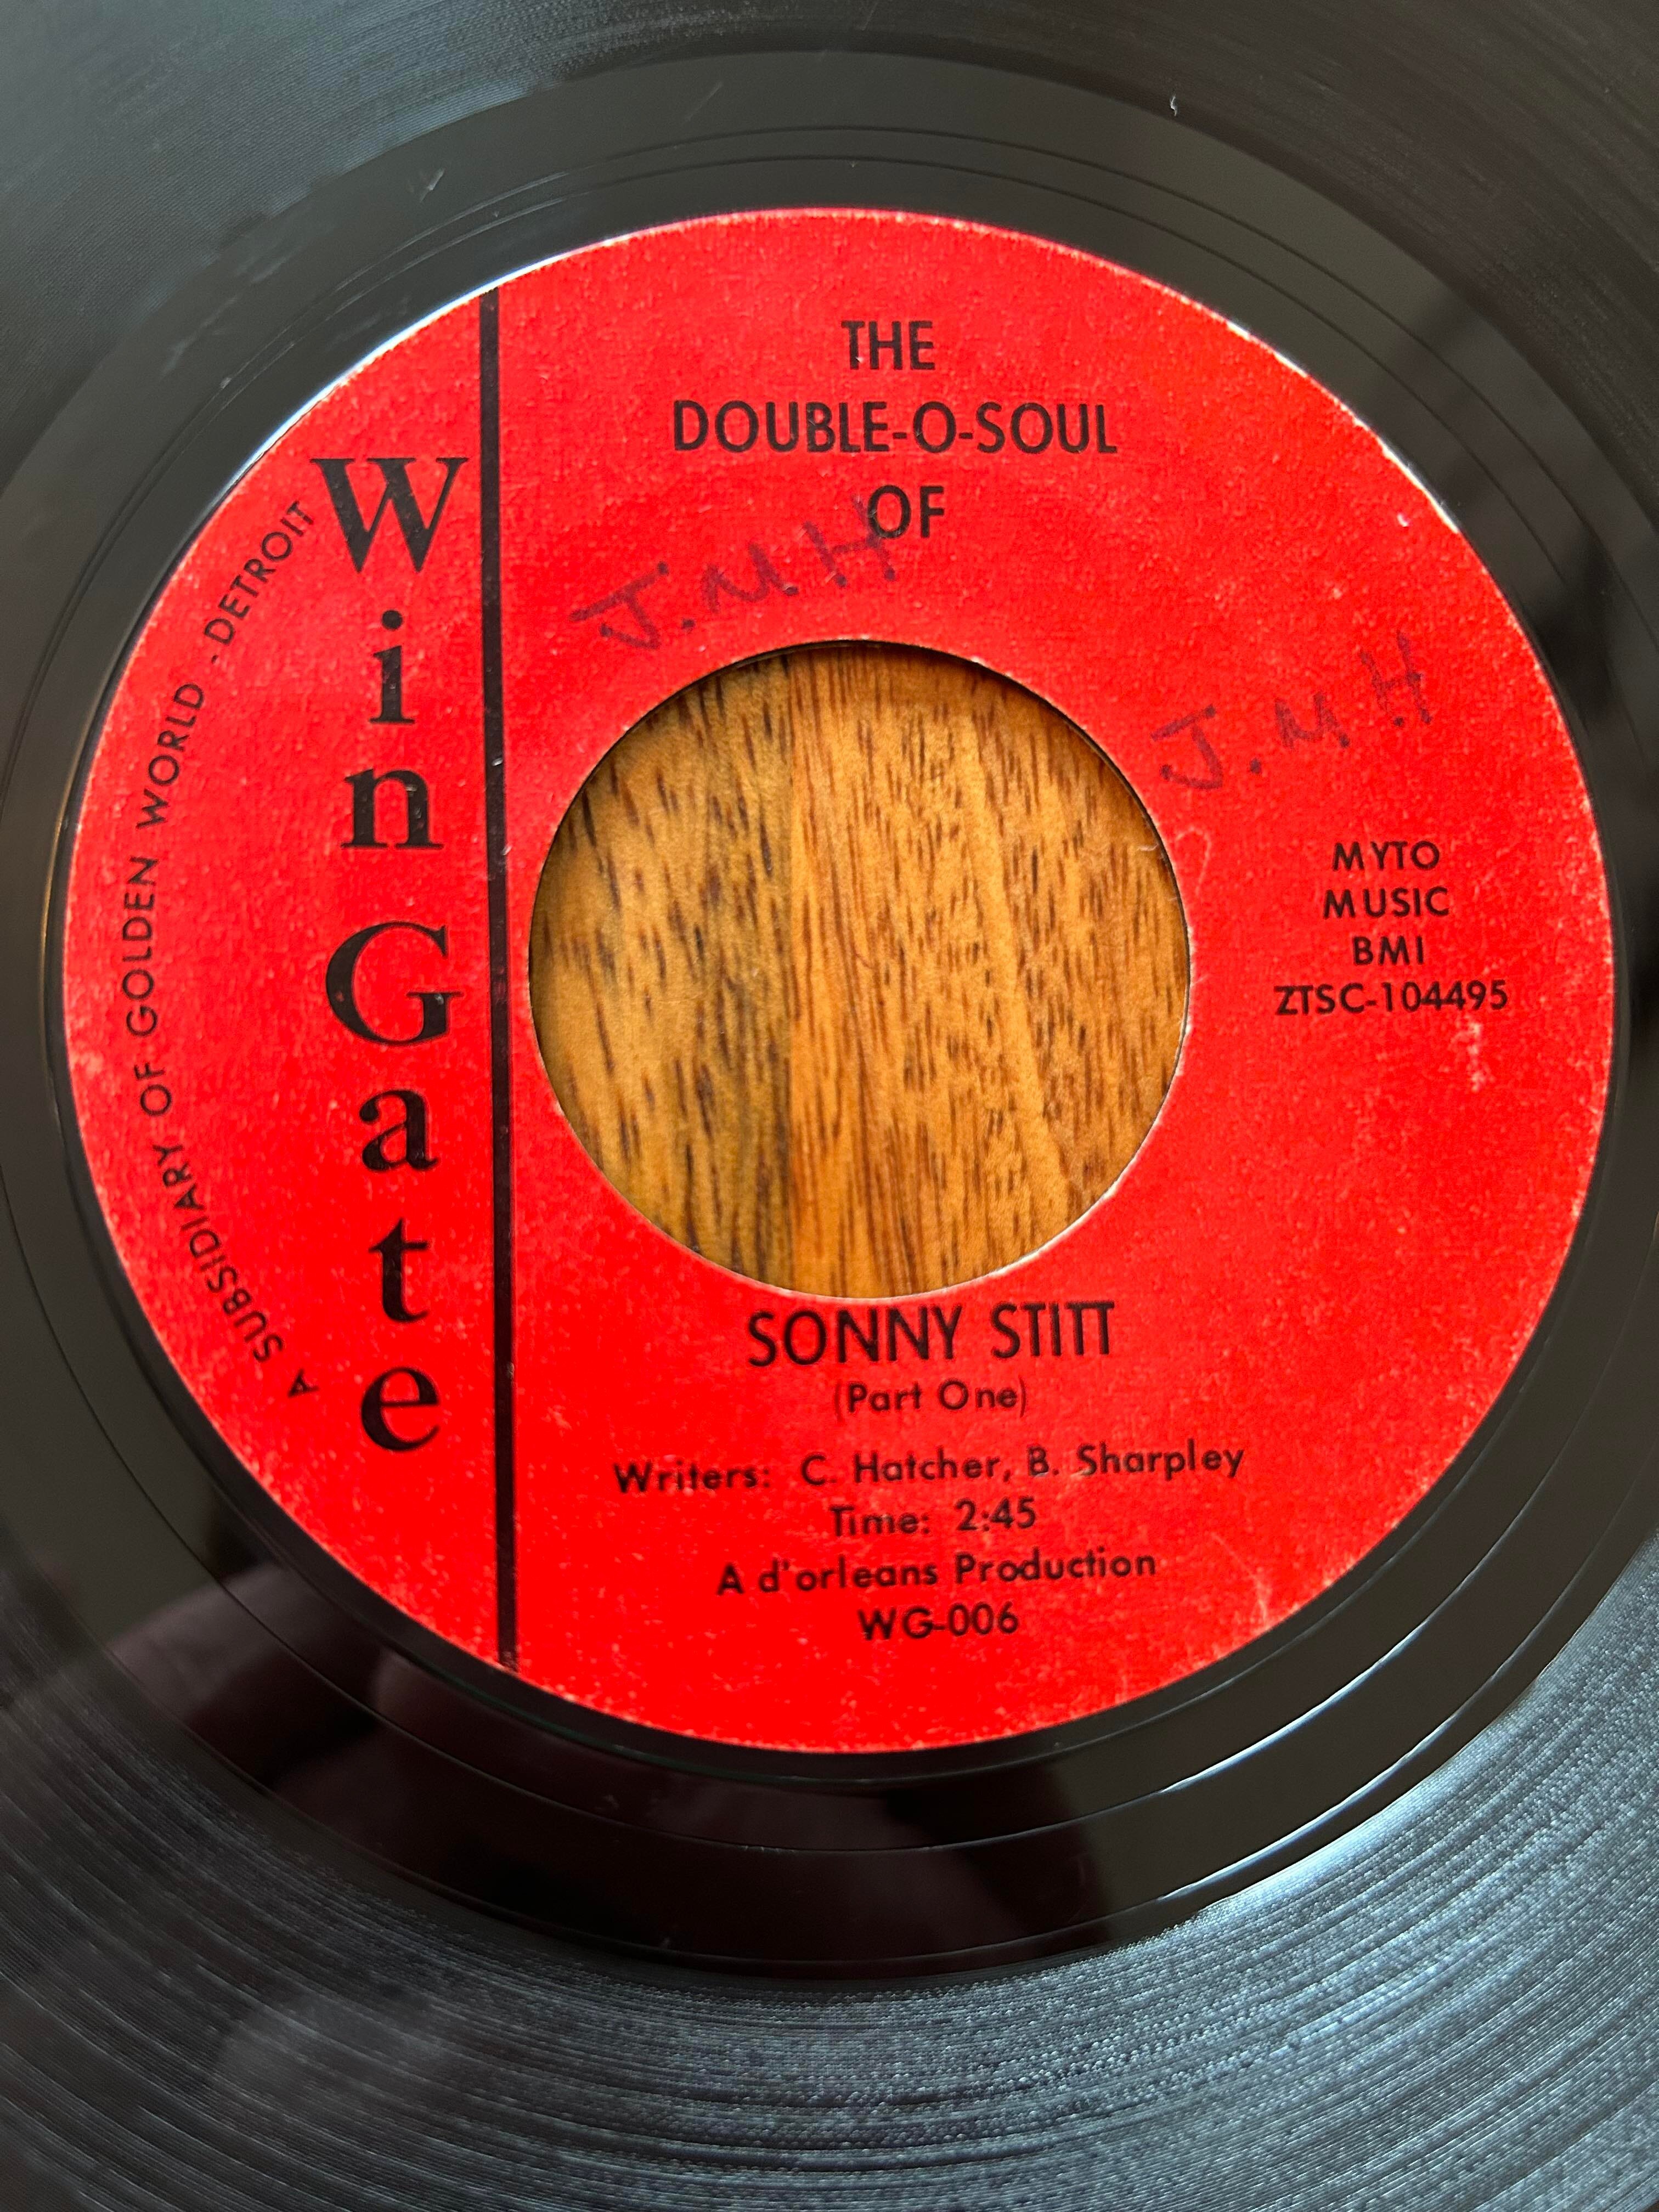 THE
DOUBLE-O-SOUL
OF
J.M H
J.M H
WinGate
A SUBSIDIARY OF GOLDEN WORLD - DETROIT
MYTO
MUSIC
BMI
ZTSC-104495
SONNY STITT
(Part One)
Writers: C. Hatcher, B. Sharpley
Time: 2:45
A d'orleans Production
WG-006